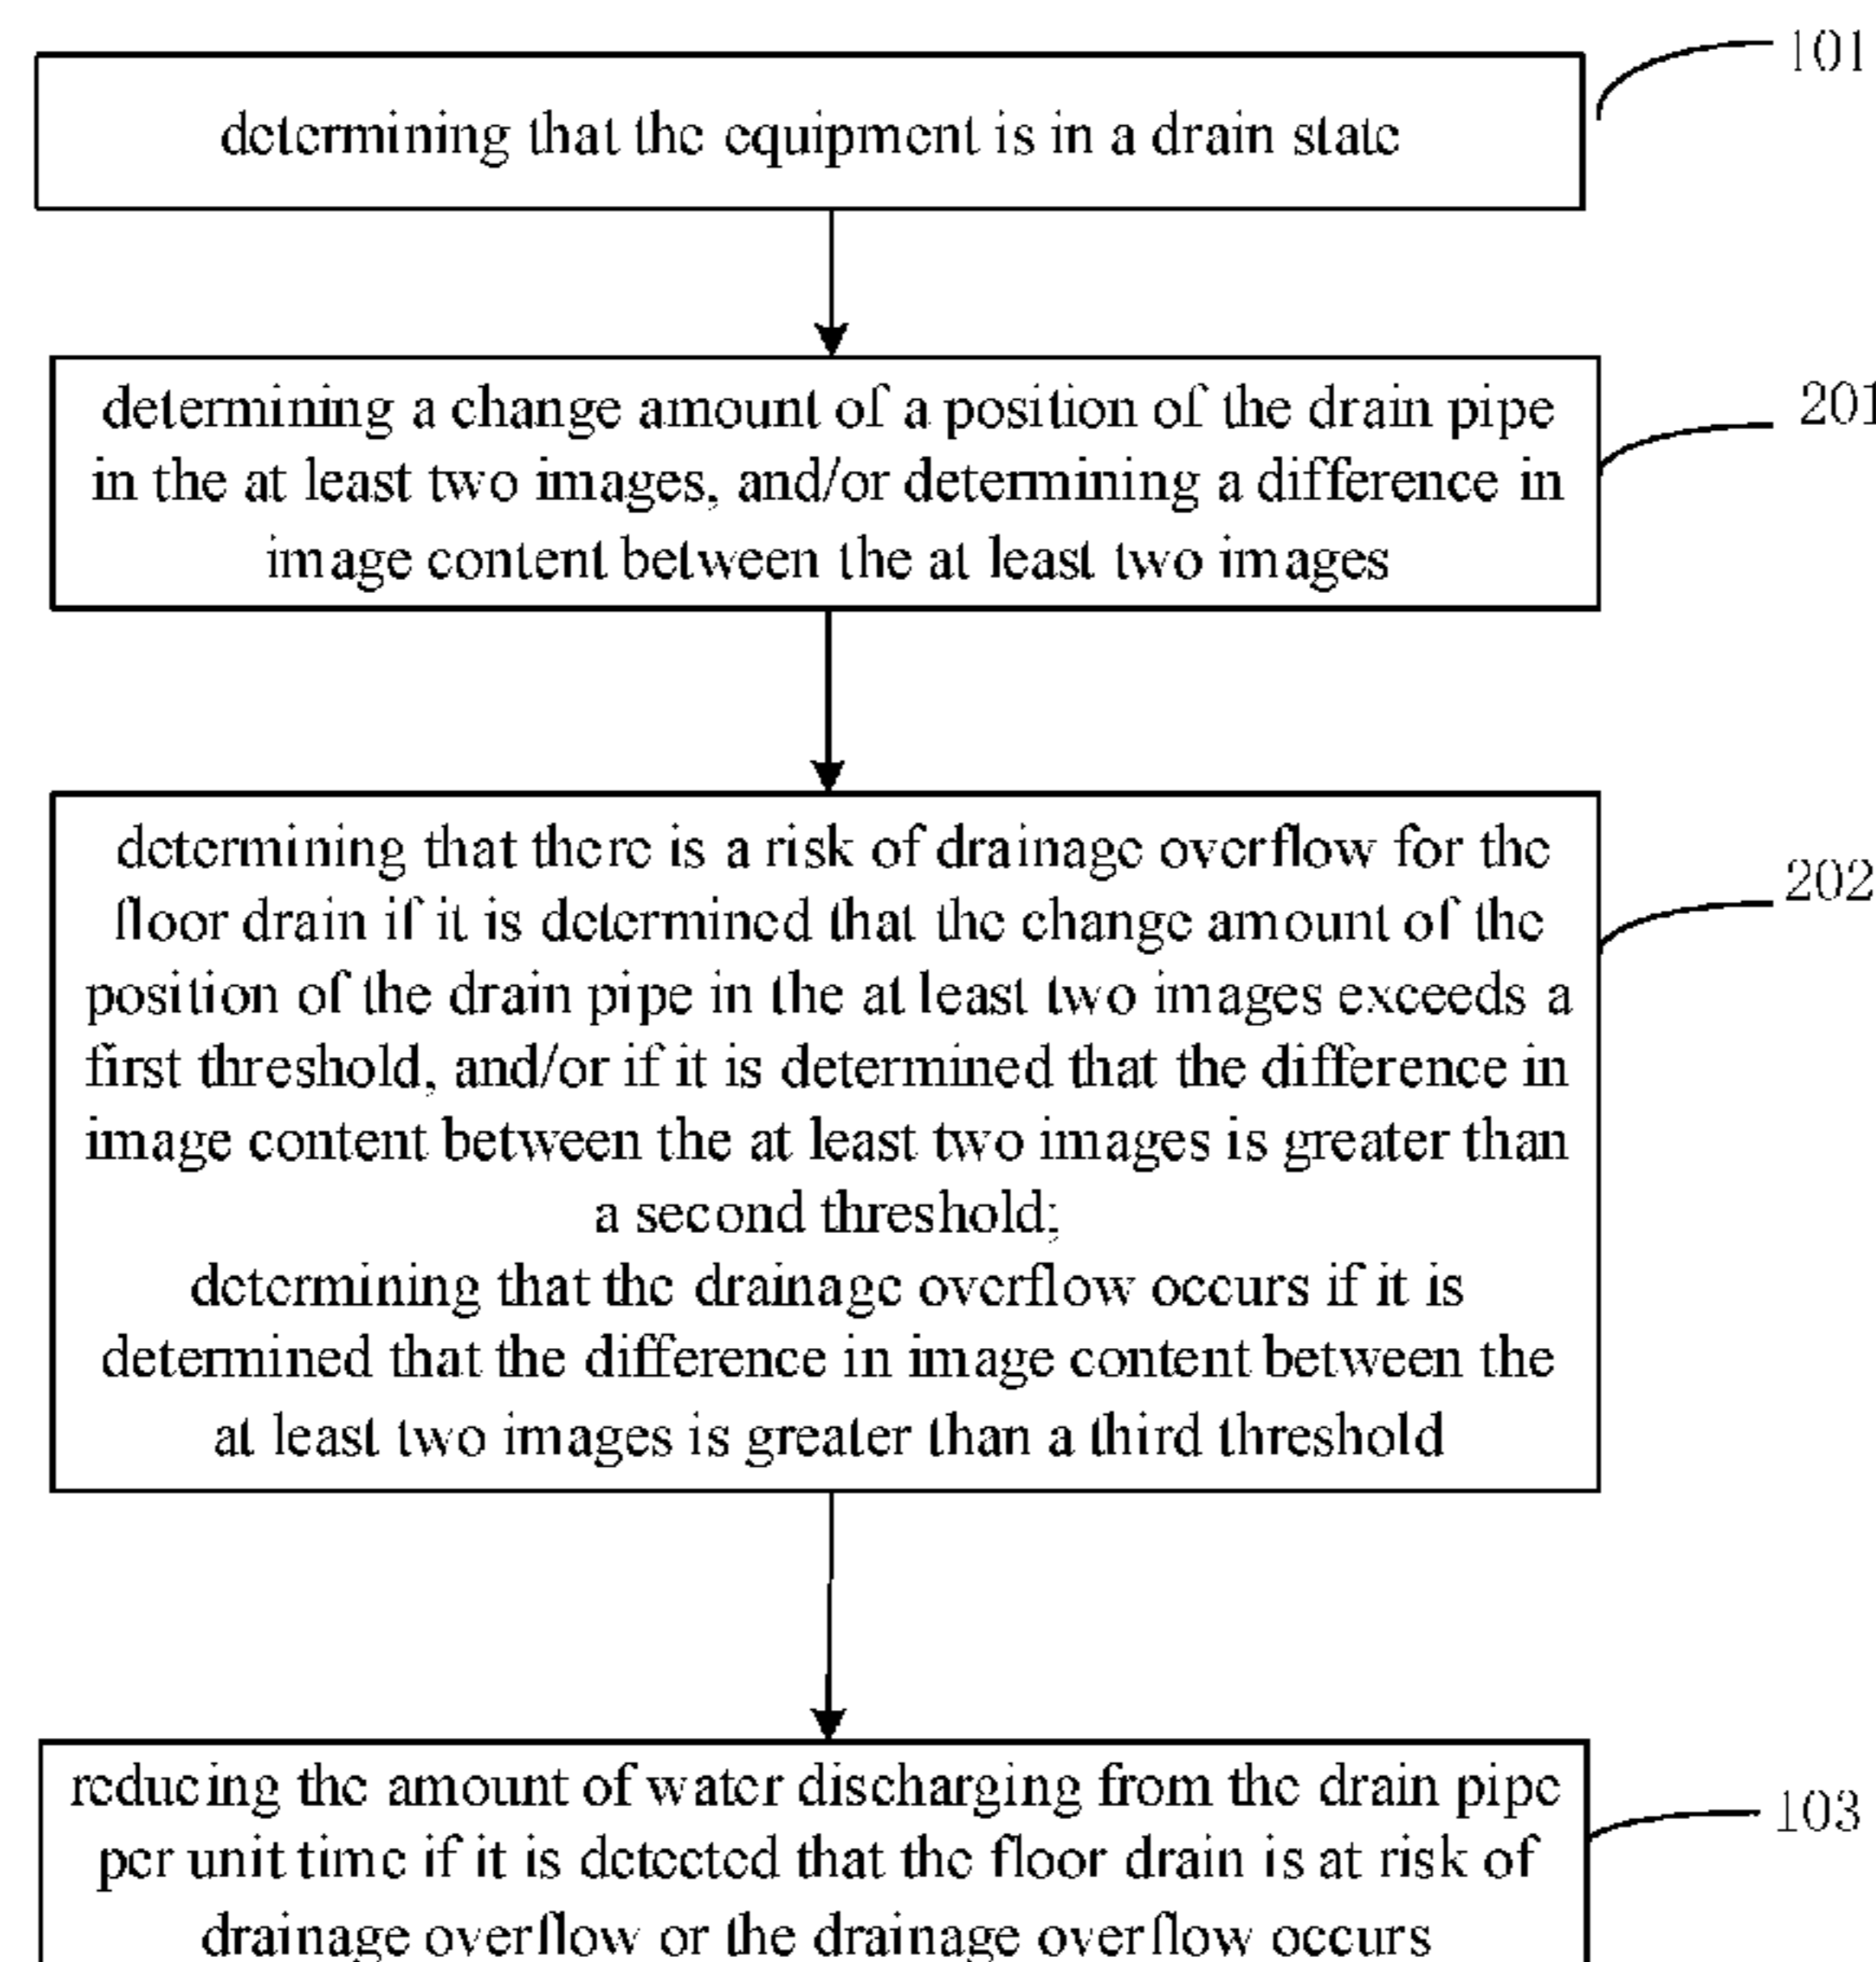 101
determining that the equipment is in a drain state
201
determining a change amount of a position of the drain pipe
in the at least two images, and/or determining a difference in
image content between the at least two images
202
determining that there is a risk of drainage overflow for the
floor drain if it is determined that the change amount of the
position of the drain pipe in the at least two images exceeds a
first threshold, and/or if it is determined that the difference in
image content between the at least two images is greater than
a second threshold;
determining that the drainage overflow occurs if it is
determined that the difference in image content between the
at least two images is greater than a third threshold
103
reducing the amount of water discharging from the drain pipe
per unit time if it is detected that the floor drain is at risk of
drainage overflow or the drainage overflow occurs